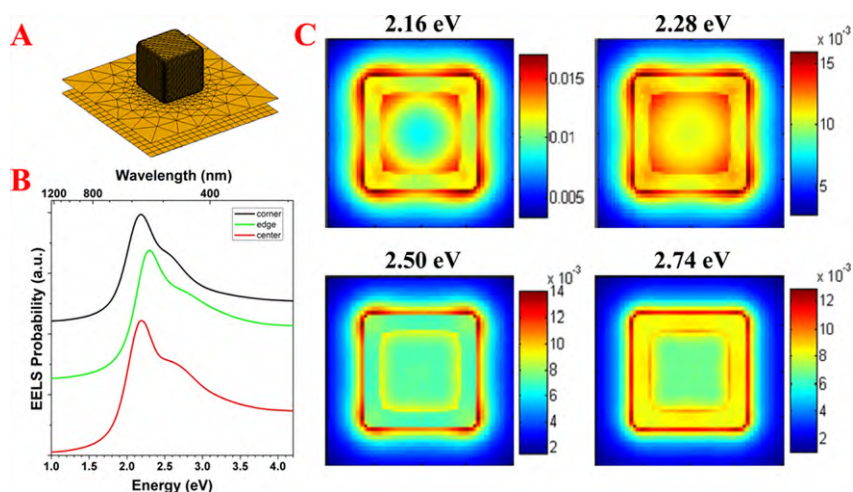 A
Wavelength (nm)
B
1200 800 400
corner
edge
center
EELS Probability (a.u.)
1.0 1.5 2.0 2.5 3.0 3.5 4.0
Energy (eV)
C
2.16 eV
0.015
0.01
0.005
2.28 eV
x 10⁻³
15
10
5
2.50 eV
x 10⁻³
14
12
10
8
6
4
2
2.74 eV
x 10⁻³
12
10
8
6
4
2